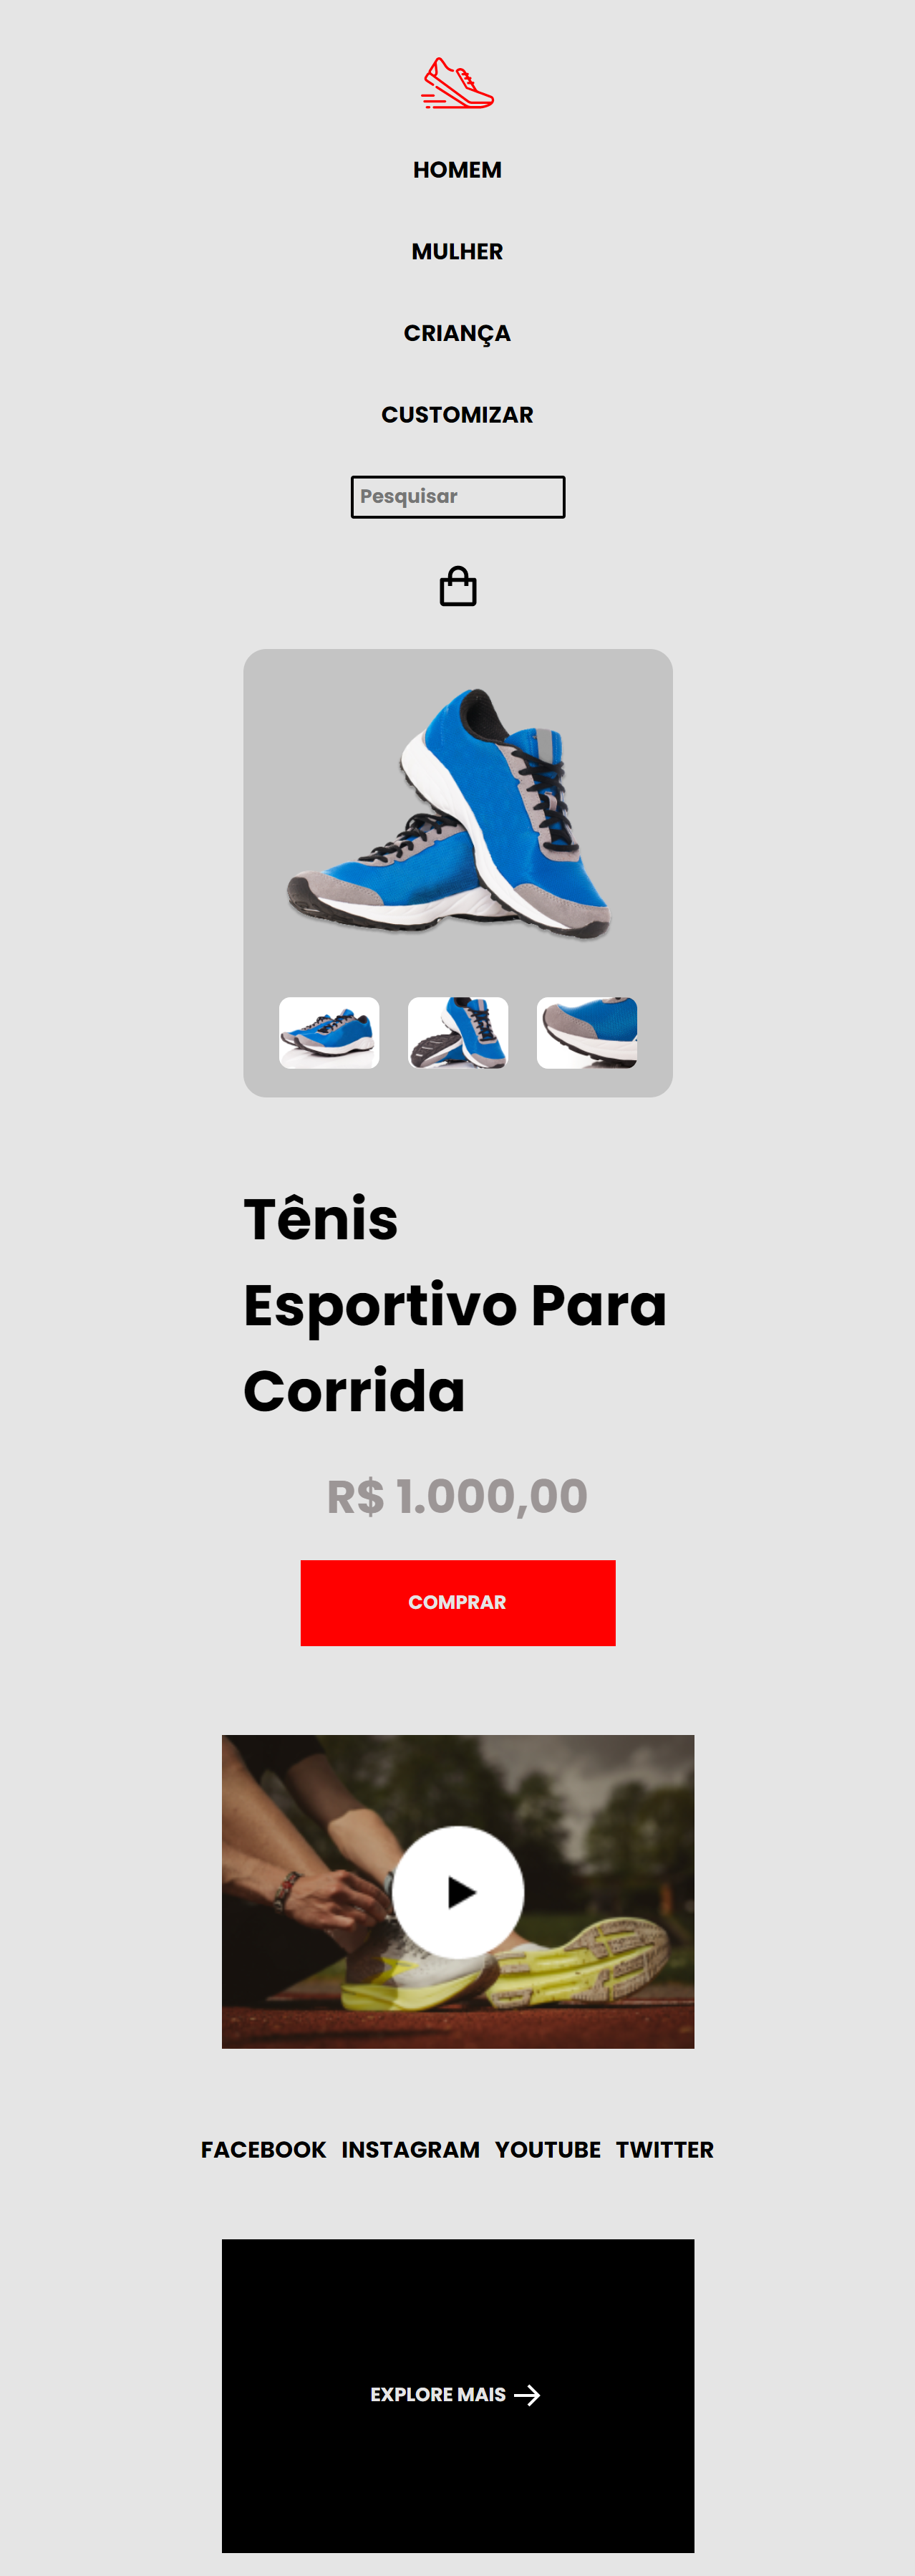 HOMEM
MULHER
CRIANÇA
CUSTOMIZAR
Pesquisar
Tênis
Esportivo Para
Corrida
R$ 1.000,00
COMPRAR
FACEBOOK INSTAGRAM YOUTUBE TWITTER
EXPLORE MAIS